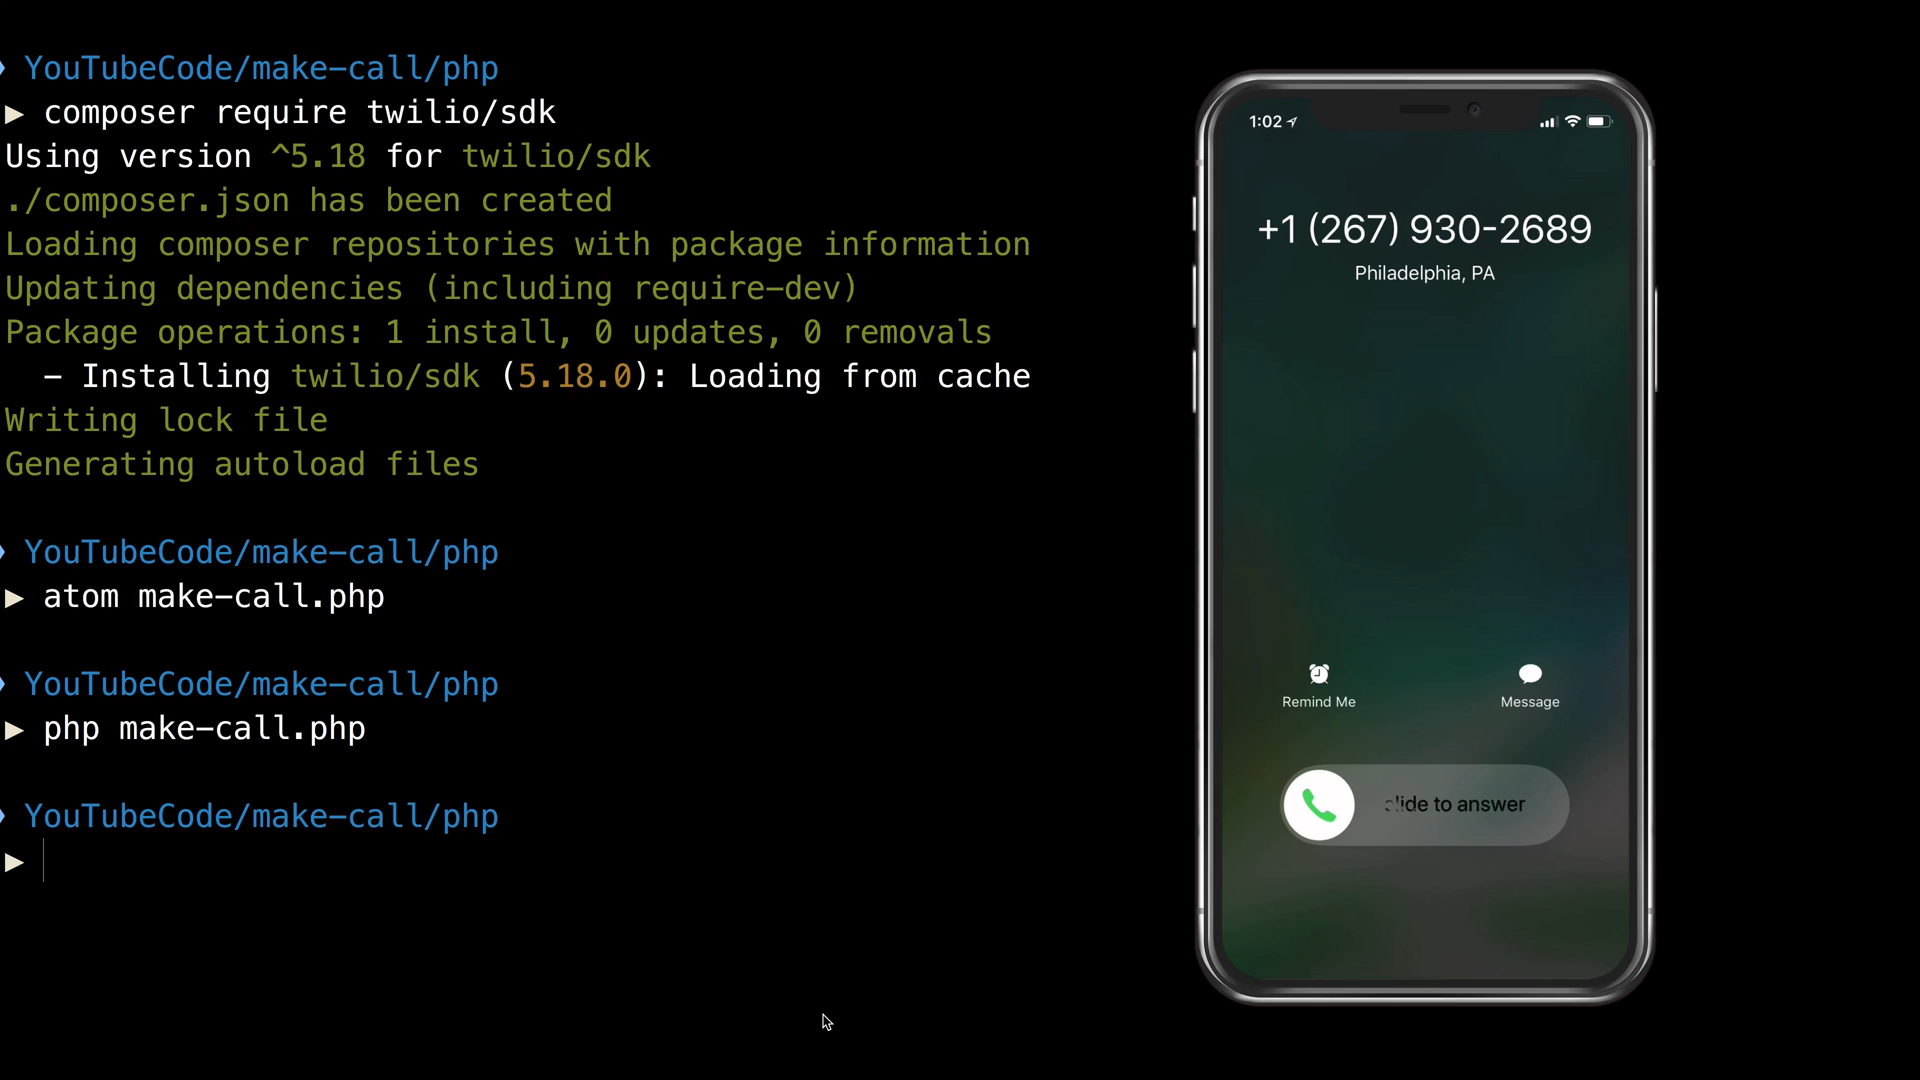 YouTubeCode/make-call/php
▶ composer require twilio/sdk
Using version ^5.18 for twilio/sdk
./composer.json has been created
Loading composer repositories with package information
Updating dependencies (including require-dev)
Package operations: 1 install, 0 updates, 0 removals
  - Installing twilio/sdk (5.18.0): Loading from cache
Writing lock file
Generating autoload files
YouTubeCode/make-call/php
▶ atom make-call.php
YouTubeCode/make-call/php
▶ php make-call.php
YouTubeCode/make-call/php
▶
1:02
+1 (267) 930-2689
Philadelphia, PA
Remind Me
Message
slide to answer